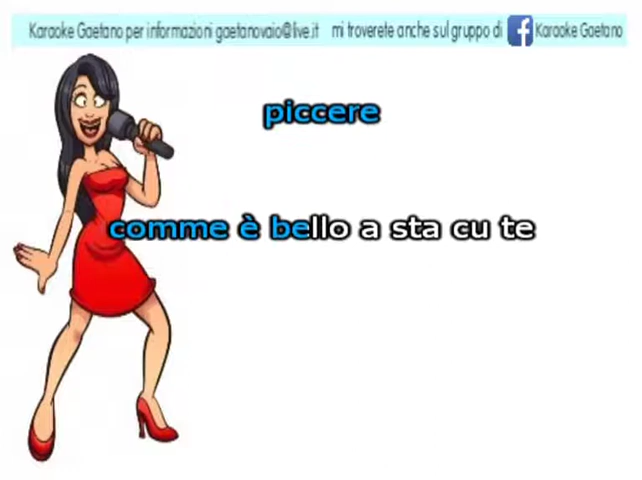 Karaoke Gaetano per informazioni gaetanovaio@live.it mi troverete anche sul gruppo di f Karaoke Gaetano
piccere
comme è bello a sta cu te